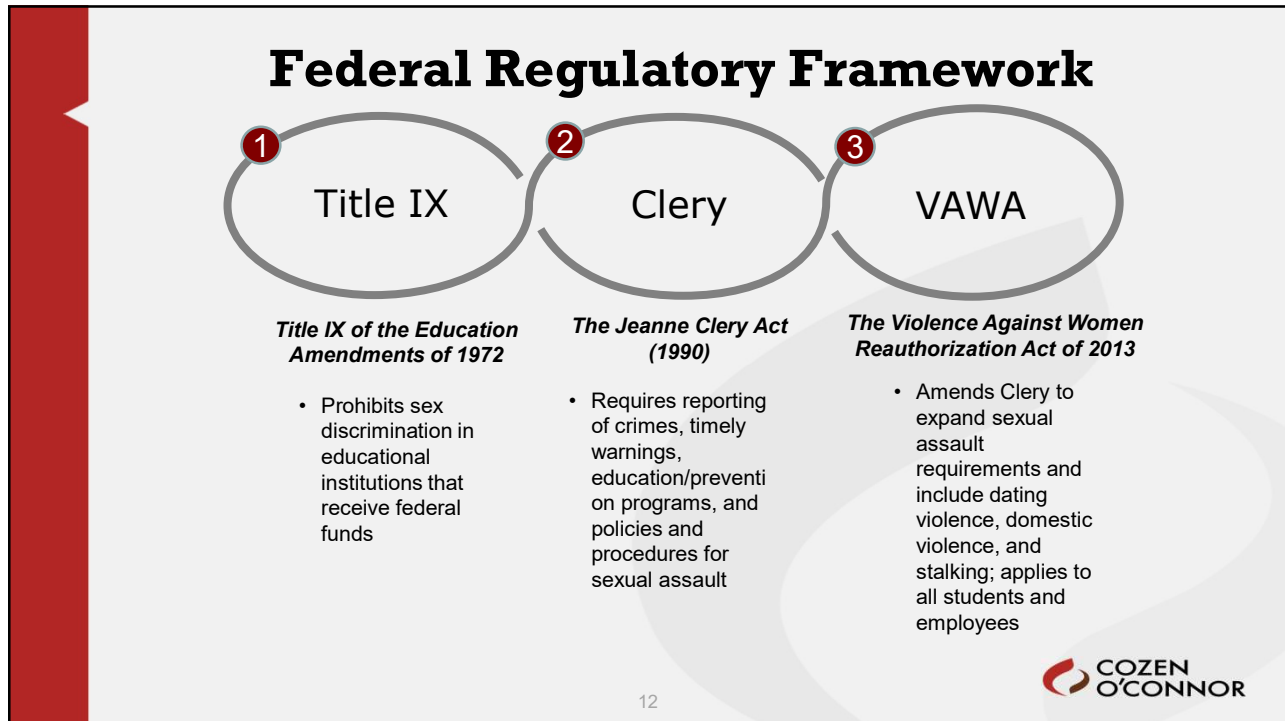 Federal Regulatory Framework
1
Title IX
2
Clery
3
VAWA
Title IX of the Education
Amendments of 1972
• Prohibits sex
discrimination in
educational
institutions that
receive federal
funds
The Jeanne Clery Act
(1990)
• Requires reporting
of crimes, timely
warnings,
education/preventi
on programs, and
policies and
procedures for
sexual assault
The Violence Against Women
Reauthorization Act of 2013
• Amends Clery to
expand sexual
assault
requirements and
include dating
violence, domestic
violence, and
stalking; applies to
all students and
employees
12
COZEN
O'CONNOR